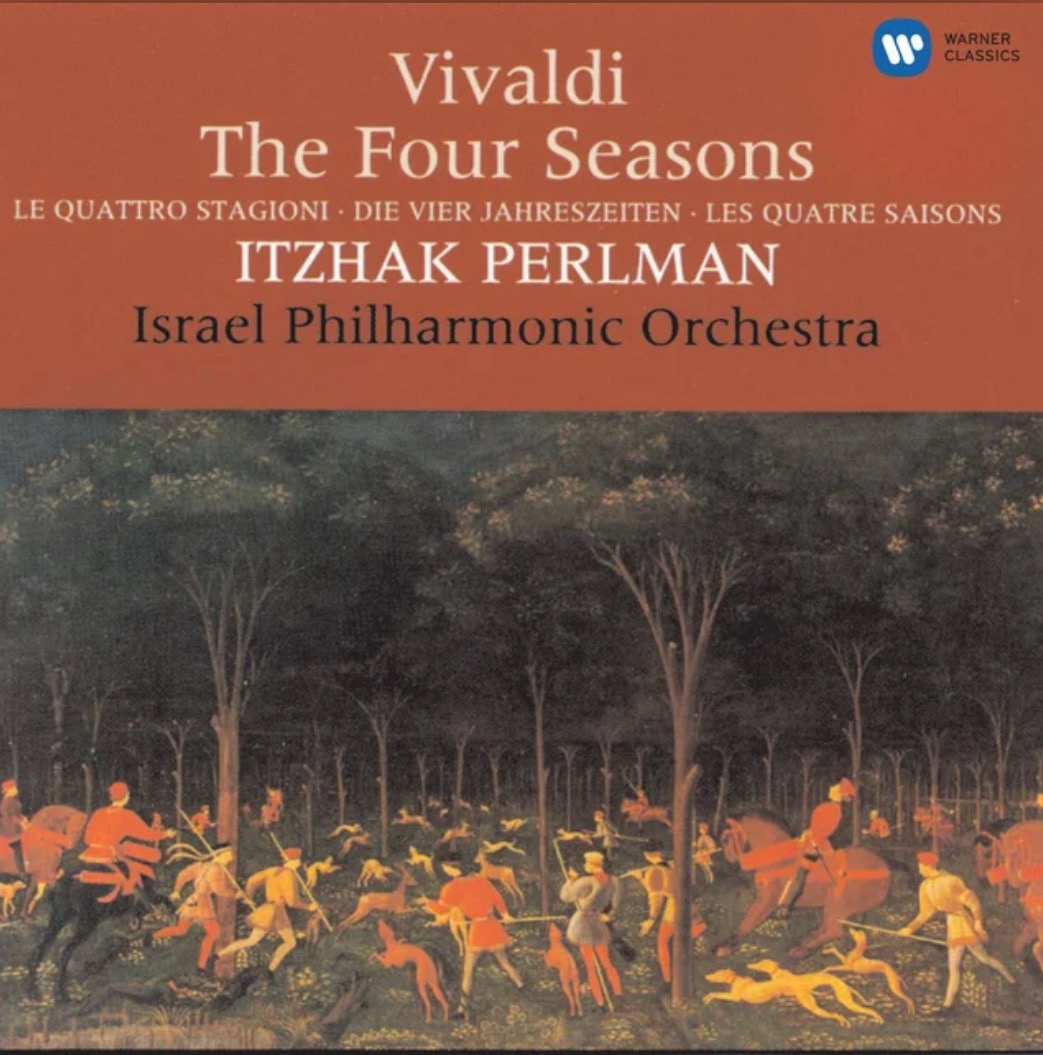 WARNER
CLASSICS
Vivaldi
The Four Seasons
LE QUATTRO STAGIONI · DIE VIER JAHRESZEITEN · LES QUATRE SAISONS
ITZHAK PERLMAN
Israel Philharmonic Orchestra